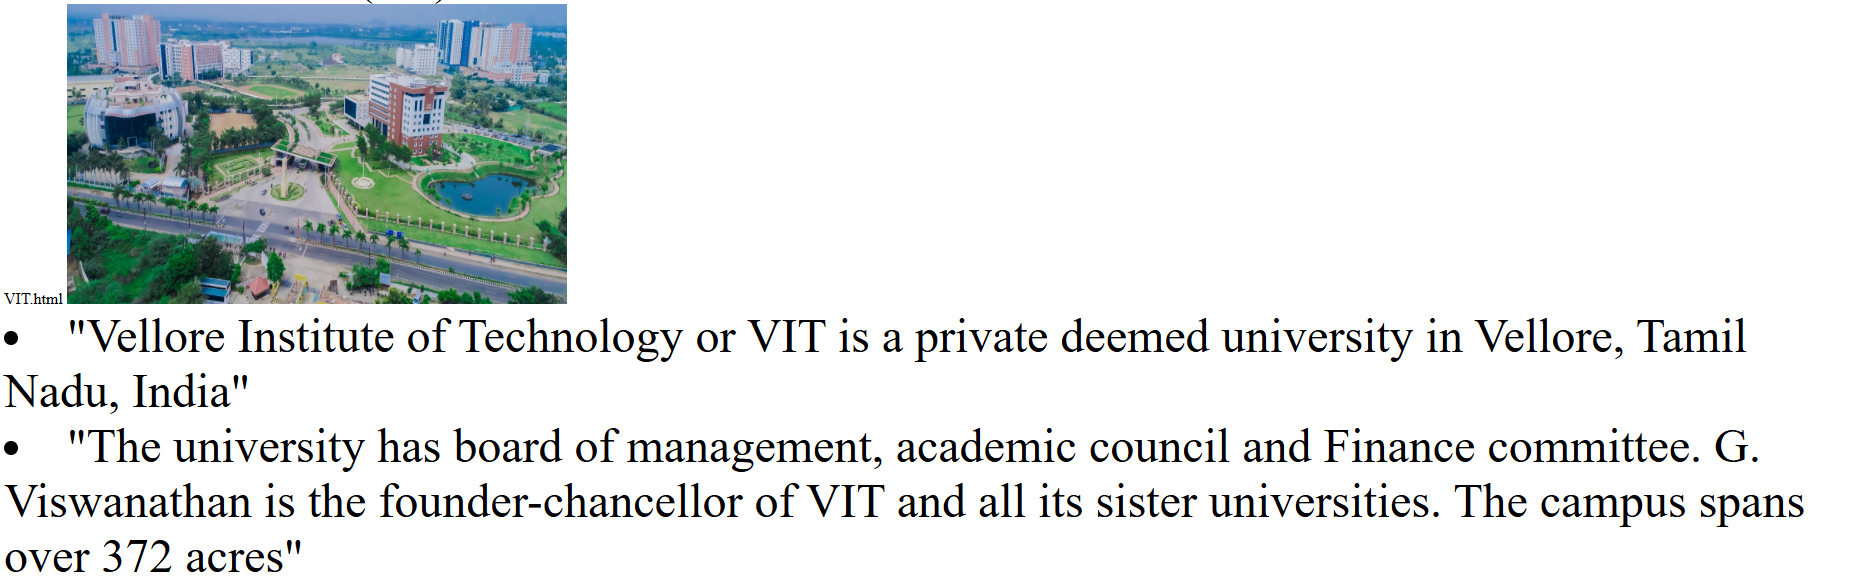 VIT.html
• "Vellore Institute of Technology or VIT is a private deemed university in Vellore, Tamil
Nadu, India"
• "The university has board of management, academic council and Finance committee. G.
Viswanathan is the founder-chancellor of VIT and all its sister universities. The campus spans
over 372 acres"